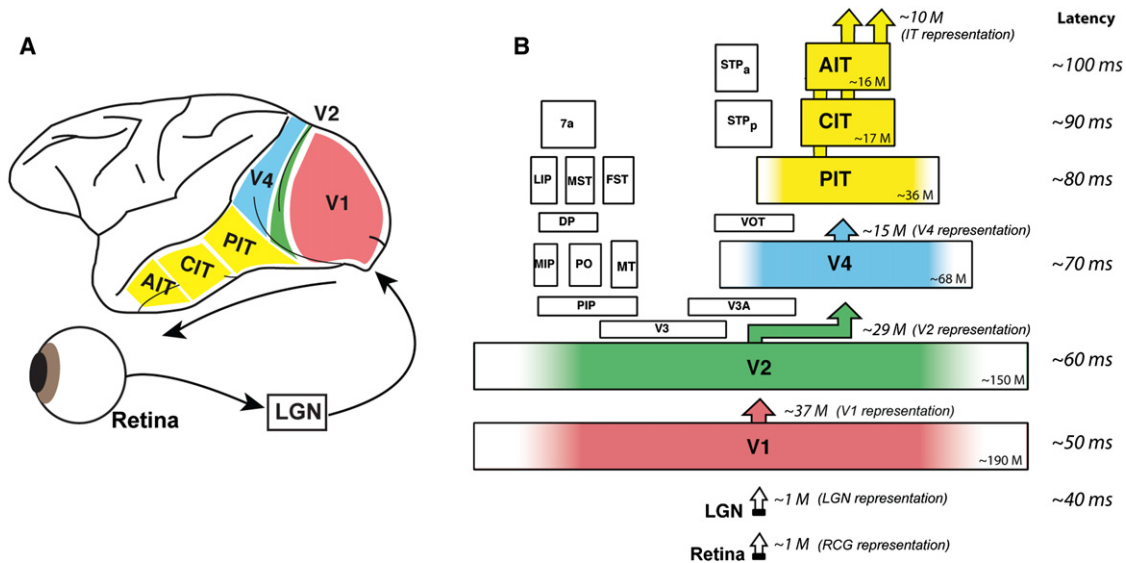 A
V2
V4
V1
PIT
CIT
AIT
Retina
LGN
B
Latency
~10 M
(IT representation)
STPa
AIT
~16 M
~100 ms
7a
STPp
CIT
~17 M
~90 ms
LIP
MST
FST
PIT
~36 M
~80 ms
DP
VOT
~15 M (V4 representation)
MIP
PO
MT
V4
~68 M
~70 ms
PIP
V3A
V3
~29 M (V2 representation)
V2
~150 M
~60 ms
~37 M (V1 representation)
V1
~190 M
~50 ms
LGN
~1 M (LGN representation)
~40 ms
Retina
~1 M (RCG representation)